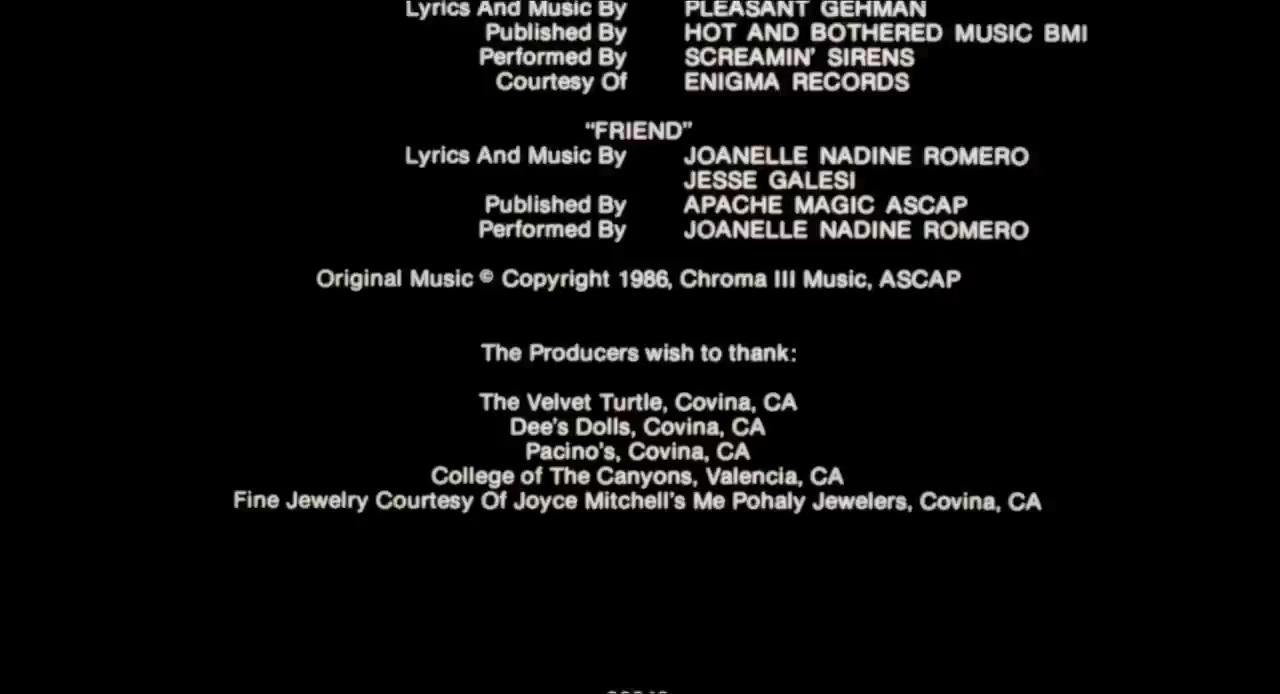 Lyrics And Music By PLEASANT GEHMAN
Published By HOT AND BOTHERED MUSIC BMI
Performed By SCREAMIN' SIRENS
Courtesy Of ENIGMA RECORDS
"FRIEND"
Lyrics And Music By JOANELLE NADINE ROMERO
JESSE GALESI
Published By APACHE MAGIC ASCAP
Performed By JOANELLE NADINE ROMERO
Original Music © Copyright 1986, Chroma III Music, ASCAP
The Producers wish to thank:
The Velvet Turtle, Covina, CA
Dee's Dolls, Covina, CA
Pacino's, Covina, CA
College of The Canyons, Valencia, CA
Fine Jewelry Courtesy Of Joyce Mitchell's Me Pohaly Jewelers, Covina, CA